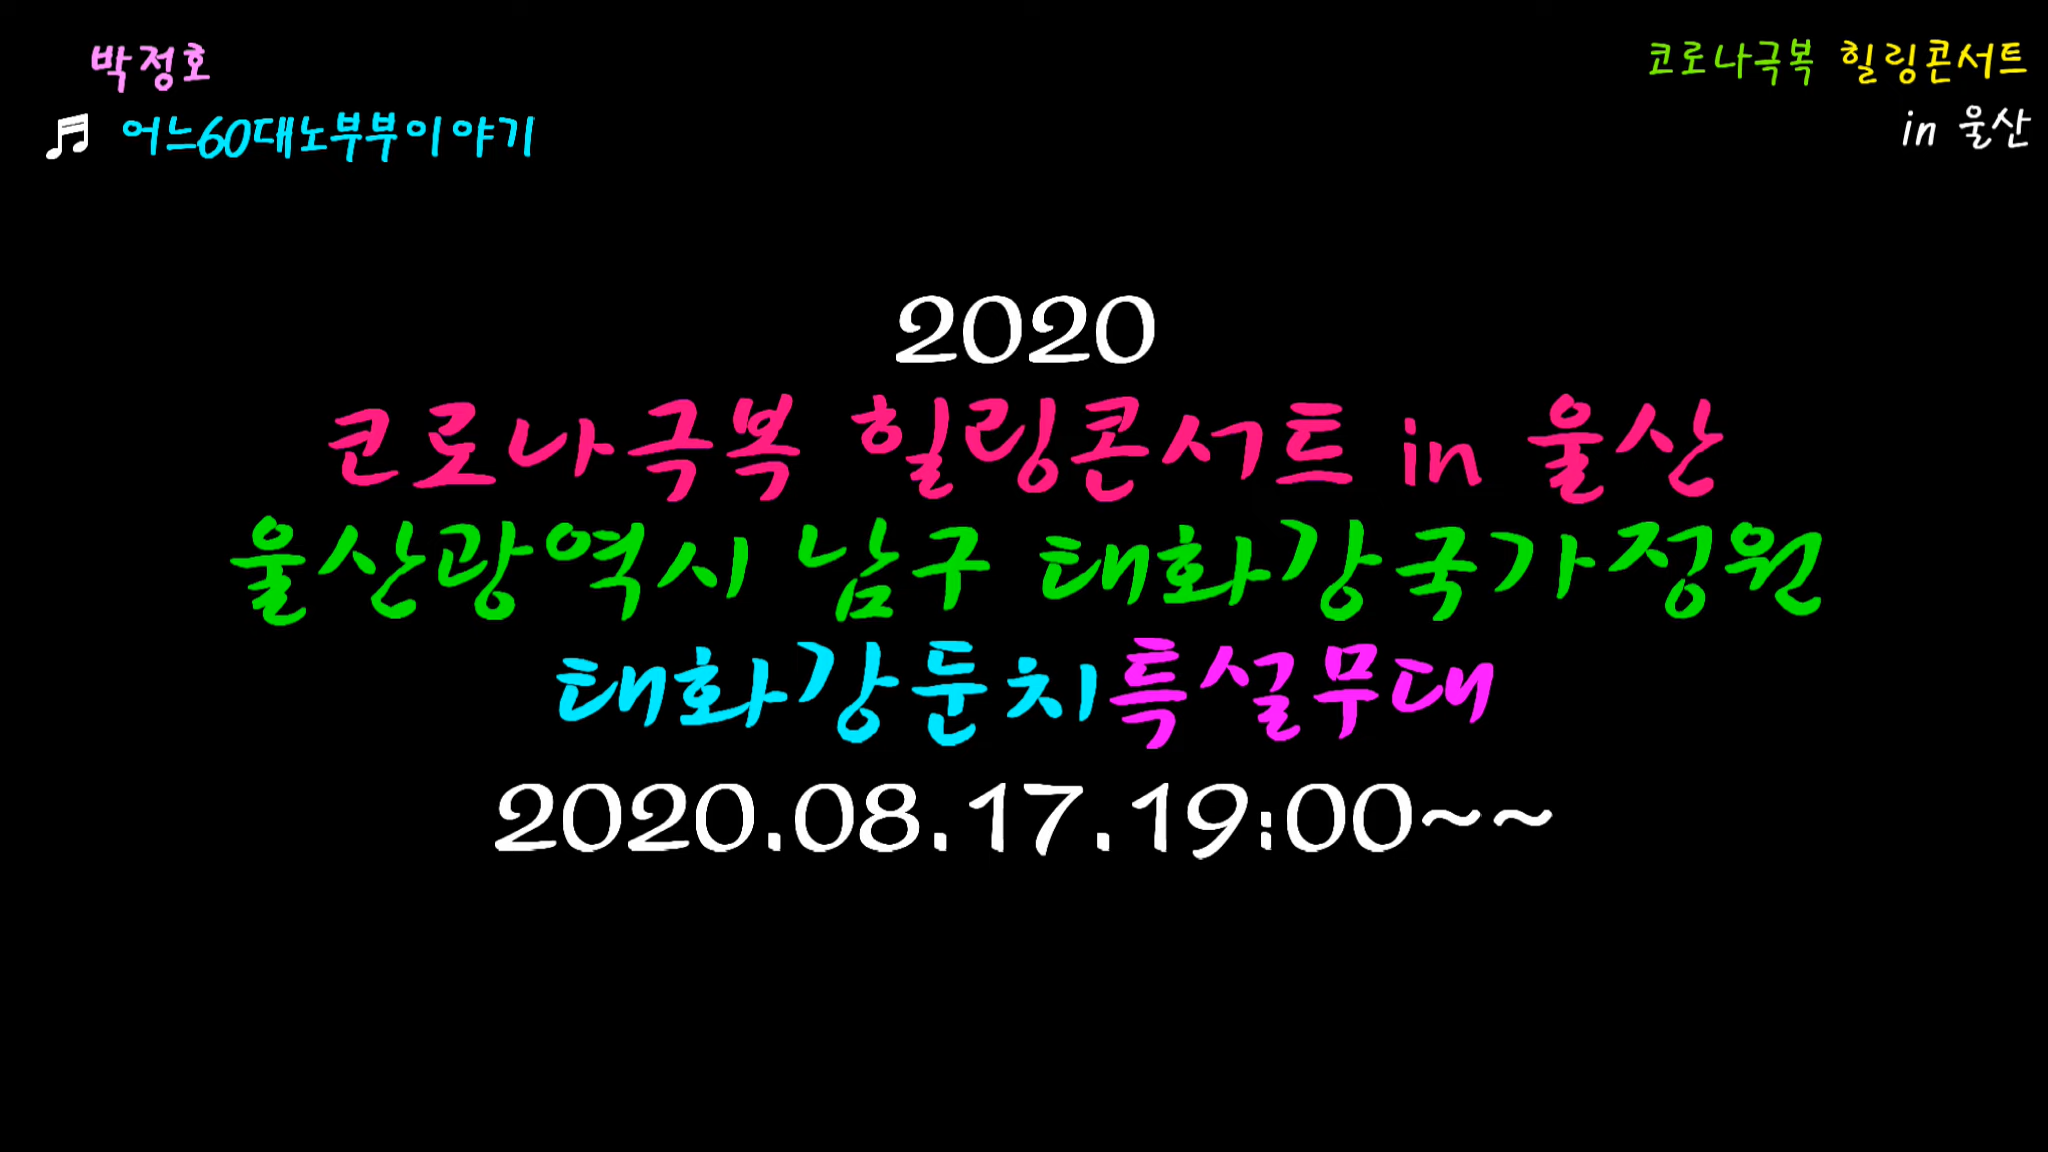 박정호
♬ 어느60대노부부이야기
코로나극복 힐링콘서트
in 울산
2020
코로나극복 힐링콘서트 in 울산
울산광역시 남구 태화강국가정원
태화강둔치특설무대
2020.08.17.19:00~~